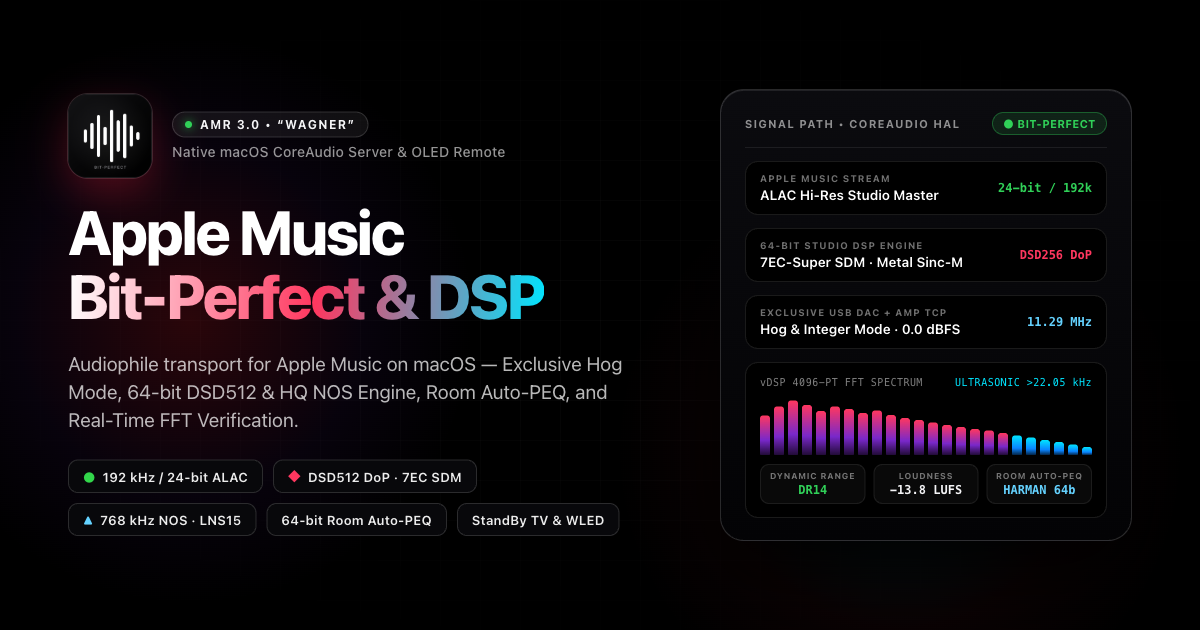 BIT-PERFECT
AMR 3.0 • “WAGNER”
Native macOS CoreAudio Server & OLED Remote
Apple Music
Bit-Perfect & DSP
Audiophile transport for Apple Music on macOS — Exclusive Hog
Mode, 64-bit DSD512 & HQ NOS Engine, Room Auto-PEQ, and
Real-Time FFT Verification.
192 kHz / 24-bit ALAC
DSD512 DoP · 7EC SDM
768 kHz NOS · LNS15
64-bit Room Auto-PEQ
StandBy TV & WLED
SIGNAL PATH • COREAUDIO HAL
BIT-PERFECT
APPLE MUSIC STREAM
ALAC Hi-Res Studio Master
24-bit / 192k
64-BIT STUDIO DSP ENGINE
7EC-Super SDM · Metal Sinc-M
DSD256 DoP
EXCLUSIVE USB DAC + AMP TCP
Hog & Integer Mode · 0.0 dBFS
11.29 MHz
vDSP 4096-PT FFT SPECTRUM
ULTRASONIC >22.05 kHz
DYNAMIC RANGE
DR14
LOUDNESS
-13.8 LUFS
ROOM AUTO-PEQ
HARMAN 64b